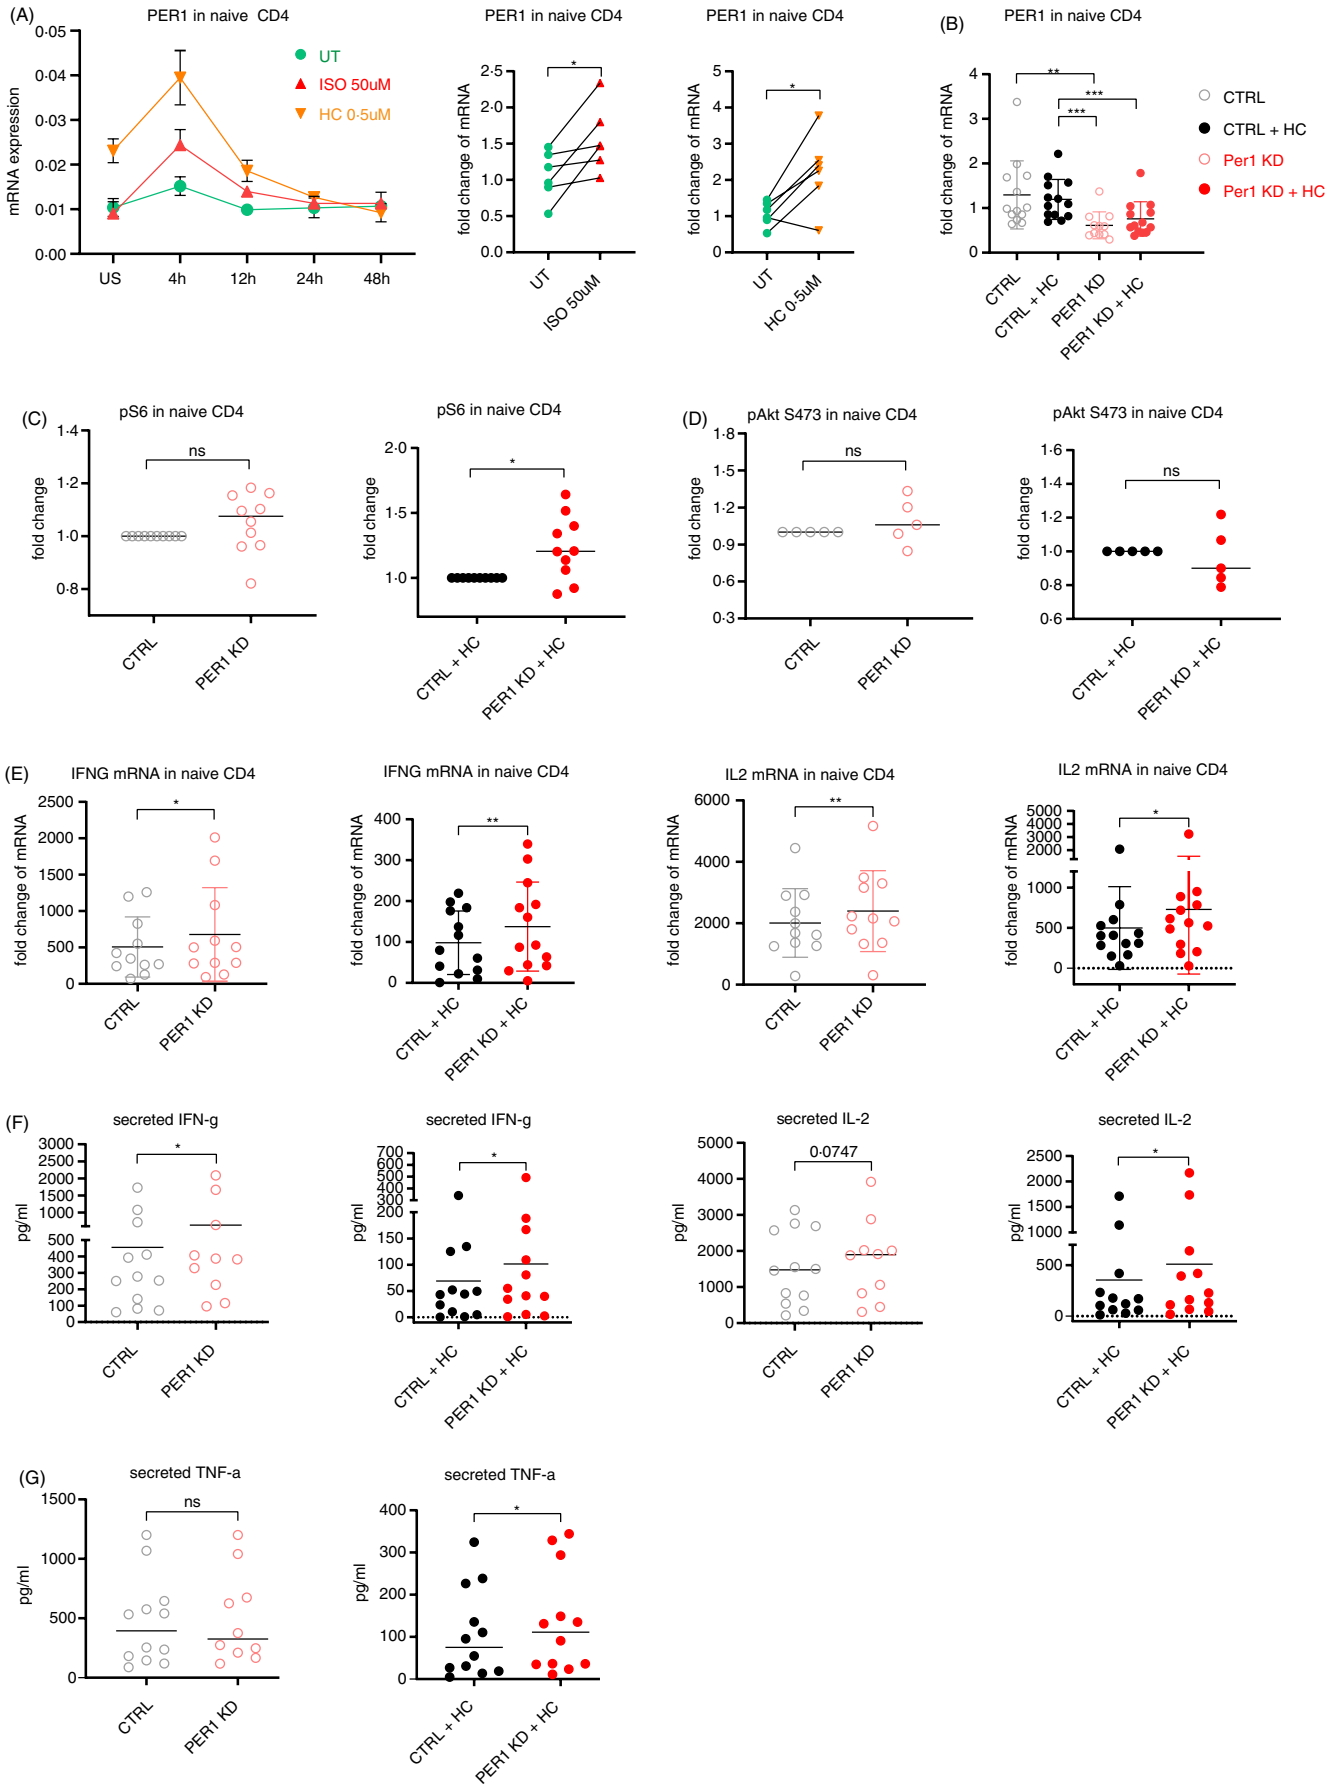 (A)
PER1 in naive CD4
mRNA expression
0·05
0·04
0·03
0·02
0·01
0·00
US
4h
12h
24h
48h
UT
ISO 50uM
HC 0·5uM
PER1 in naive CD4
fold change of mRNA
2·5
2·0
1·5
1·0
0·5
0·0
*
UT
ISO 50uM
PER1 in naive CD4
fold change of mRNA
5
4
3
2
1
0
*
UT
HC 0·5uM
(B)
PER1 in naive CD4
fold change of mRNA
4
3
2
1
0
**
***
***
CTRL
CTRL + HC
PER1 KD
PER1 KD + HC
CTRL
CTRL + HC
Per1 KD
Per1 KD + HC
(C)
pS6 in naive CD4
fold change
1·4
1·2
1·0
0·8
ns
CTRL
PER1 KD
pS6 in naive CD4
fold change
2·0
1·5
1·0
*
CTRL + HC
PER1 KD + HC
(D)
pAkt S473 in naive CD4
fold change
1·8
1·5
1·2
0·9
0·6
0·3
ns
CTRL
PER1 KD
pAkt S473 in naive CD4
fold change
1·6
1·4
1·2
1·0
0·8
0·6
ns
CTRL + HC
PER1 KD + HC
(E)
IFNG mRNA in naive CD4
fold change of mRNA
2500
2000
1500
1000
500
0
*
CTRL
PER1 KD
IFNG mRNA in naive CD4
fold change of mRNA
400
300
200
100
0
**
CTRL + HC
PER1 KD + HC
IL2 mRNA in naive CD4
fold change of mRNA
6000
4000
2000
0
**
CTRL
PER1 KD
IL2 mRNA in naive CD4
fold change of mRNA
5000
4000
3000
2000
1000
500
0
*
CTRL + HC
PER1 KD + HC
(F)
secreted IFN-g
pg/ml
3000
2500
2000
1500
1000
500
400
300
200
100
0
*
CTRL
PER1 KD
secreted IFN-g
pg/ml
700
600
500
400
300
200
100
50
0
*
CTRL + HC
PER1 KD + HC
secreted IL-2
pg/ml
5000
4000
3000
2000
1000
0
0·0747
CTRL
PER1 KD
secreted IL-2
pg/ml
2500
2000
1500
1000
500
0
*
CTRL + HC
PER1 KD + HC
(G)
secreted TNF-a
pg/ml
1500
1000
500
0
ns
CTRL
PER1 KD
secreted TNF-a
pg/ml
400
300
200
100
0
*
CTRL + HC
PER1 KD + HC